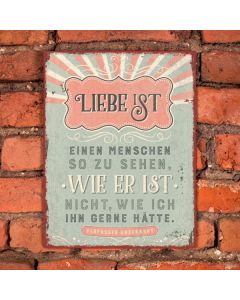 LIEBE IST
EINEN MENSCHEN
SO ZU SEHEN,
WIE ER IST
NICHT, WIE ICH
IHN GERNE HÄTTE.
VERFASSER UNBEKANNT